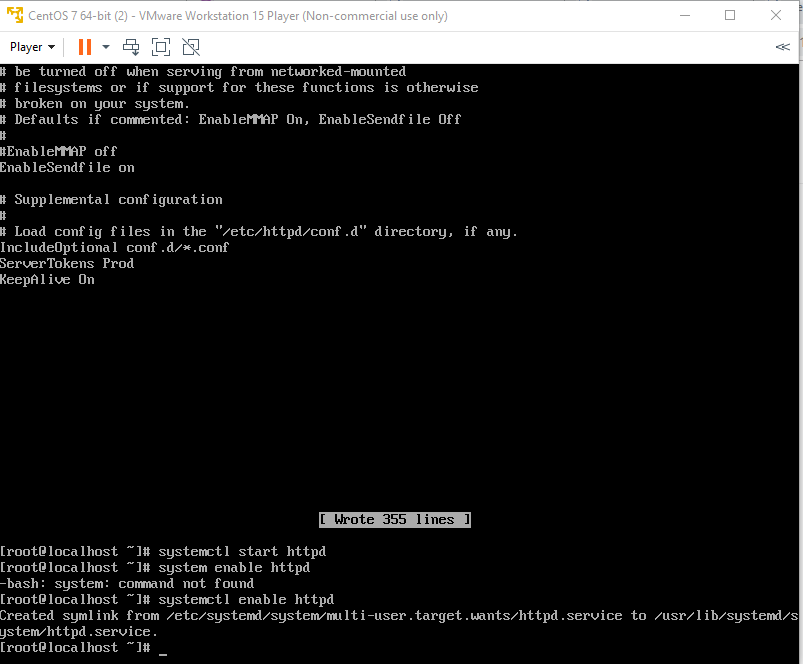 CentOS 7 64-bit (2) - VMware Workstation 15 Player (Non-commercial use only)
Player
# be turned off when serving from networked-mounted
# filesystems or if support for these functions is otherwise
# broken on your system.
# Defaults if commented: EnableMMAP On, EnableSendfile Off
#
#EnableMMAP off
EnableSendfile on
# Supplemental configuration
#
# Load config files in the "/etc/httpd/conf.d" directory, if any.
IncludeOptional conf.d/*.conf
ServerTokens Prod
KeepAlive On
[ Wrote 355 lines ]
[root@localhost ~]# systemctl start httpd
[root@localhost ~]# system enable httpd
-bash: system: command not found
[root@localhost ~]# systemctl enable httpd
Created symlink from /etc/systemd/system/multi-user.target.wants/httpd.service to /usr/lib/systemd/s
ystem/httpd.service.
[root@localhost ~]# _